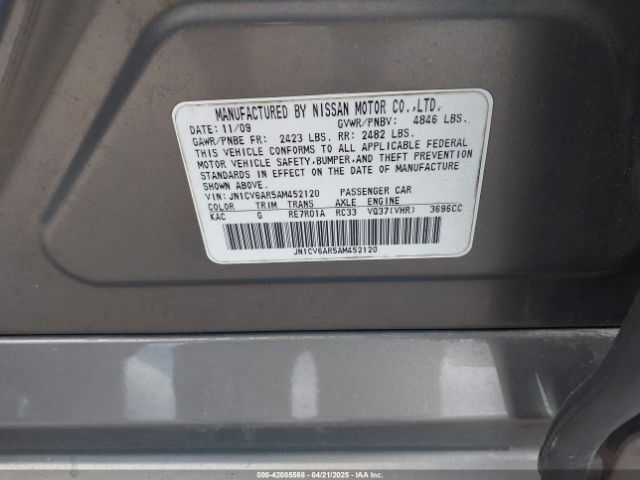 MANUFACTURED BY NISSAN MOTOR CO.,LTD.
DATE: 11/09 GVWR/PNBV: 4846 LBS.
GAWR/PNBE FR: 2423 LBS. RR: 2482 LBS.
THIS VEHICLE CONFORMS TO ALL APPLICABLE FEDERAL
MOTOR VEHICLE SAFETY,BUMPER,AND THEFT PREVENTION
STANDARDS IN EFFECT ON THE DATE OF MANUFACTURE
SHOWN ABOVE.
VIN: JN1CV6AR5AM452120 PASSENGER CAR
COLOR TRIM TRANS AXLE ENGINE
KAC G RE7R01A RC33 VQ37(VHR) 3696CC
JN1CV6AR5AM452120
000-42085568 04/21/2025 IAA, Inc.